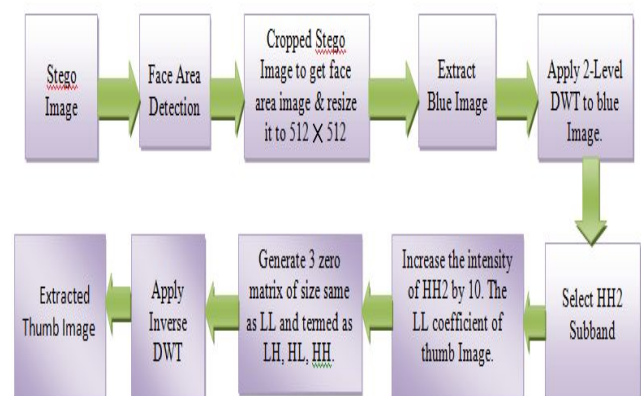 Stego
Image
Face Area
Detection
Cropped Stego
Image to get face
area image & resize
it to 512 X 512
Extract
Blue Image
Apply 2-Level
DWT to blue
Image.
Select HH2
Subband
Increase the intensity
of HH2 by 10. The
LL coefficient of
thumb Image.
Generate 3 zero
matrix of size same
as LL and termed as
LH, HL, HH.
Apply
Inverse
DWT
Extracted
Thumb Image